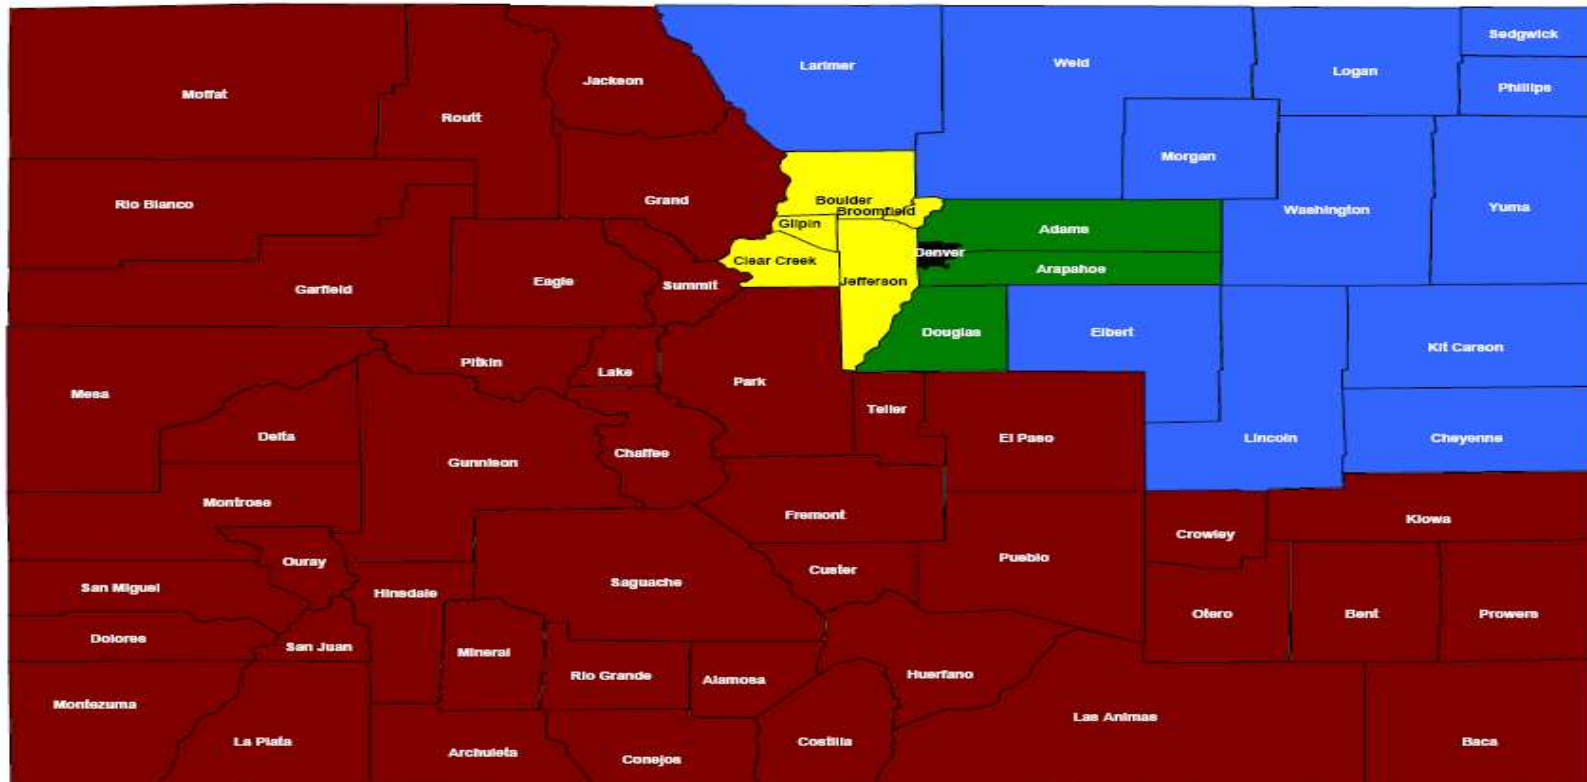 Sedgwick
Larimer
Weld
Logan
Jackson
Phillips
Moffat
Routt
Morgan
Boulder
Rio Blanco
Grand
Broomfield
Washington
Yuma
Gilpin
Adams
Denver
Clear Creek
Arapahoe
Eagle
Jefferson
Garfield
Summit
Douglas
Elbert
Kit Carson
Pitkin
Lake
Park
Mesa
Teller
Delta
El Paso
Lincoln
Cheyenne
Chaffee
Gunnison
Montrose
Fremont
Kiowa
Crowley
Ouray
Pueblo
Custer
Saguache
San Miguel
Hinsdale
Otero
Bent
Prowers
Dolores
San Juan
Mineral
Rio Grande
Alamosa
Huerfano
Montezuma
Las Animas
La Plata
Costilla
Baca
Archuleta
Conejos